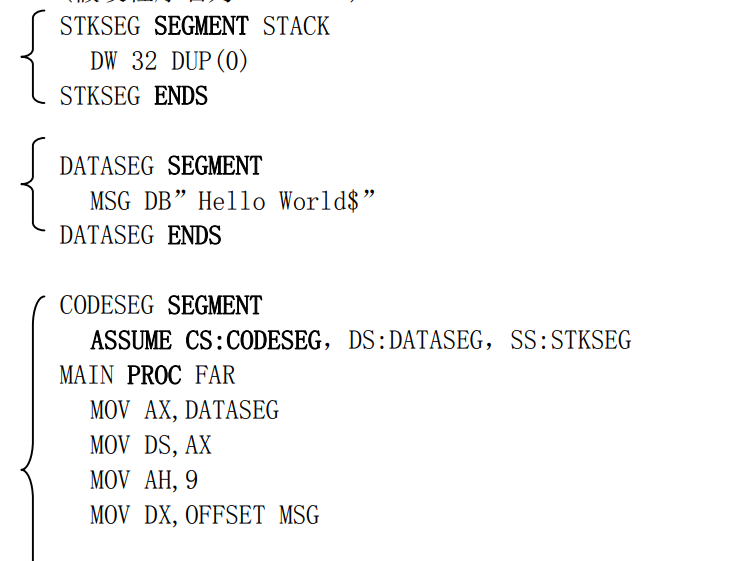 STKSEG SEGMENT STACK
DW 32 DUP(0)
STKSEG ENDS
DATASEG SEGMENT
MSG DB”Hello World$”
DATASEG ENDS
CODESEG SEGMENT
ASSUME CS:CODESEG，DS:DATASEG，SS:STKSEG
MAIN PROC FAR
MOV AX,DATASEG
MOV DS,AX
MOV AH,9
MOV DX,OFFSET MSG